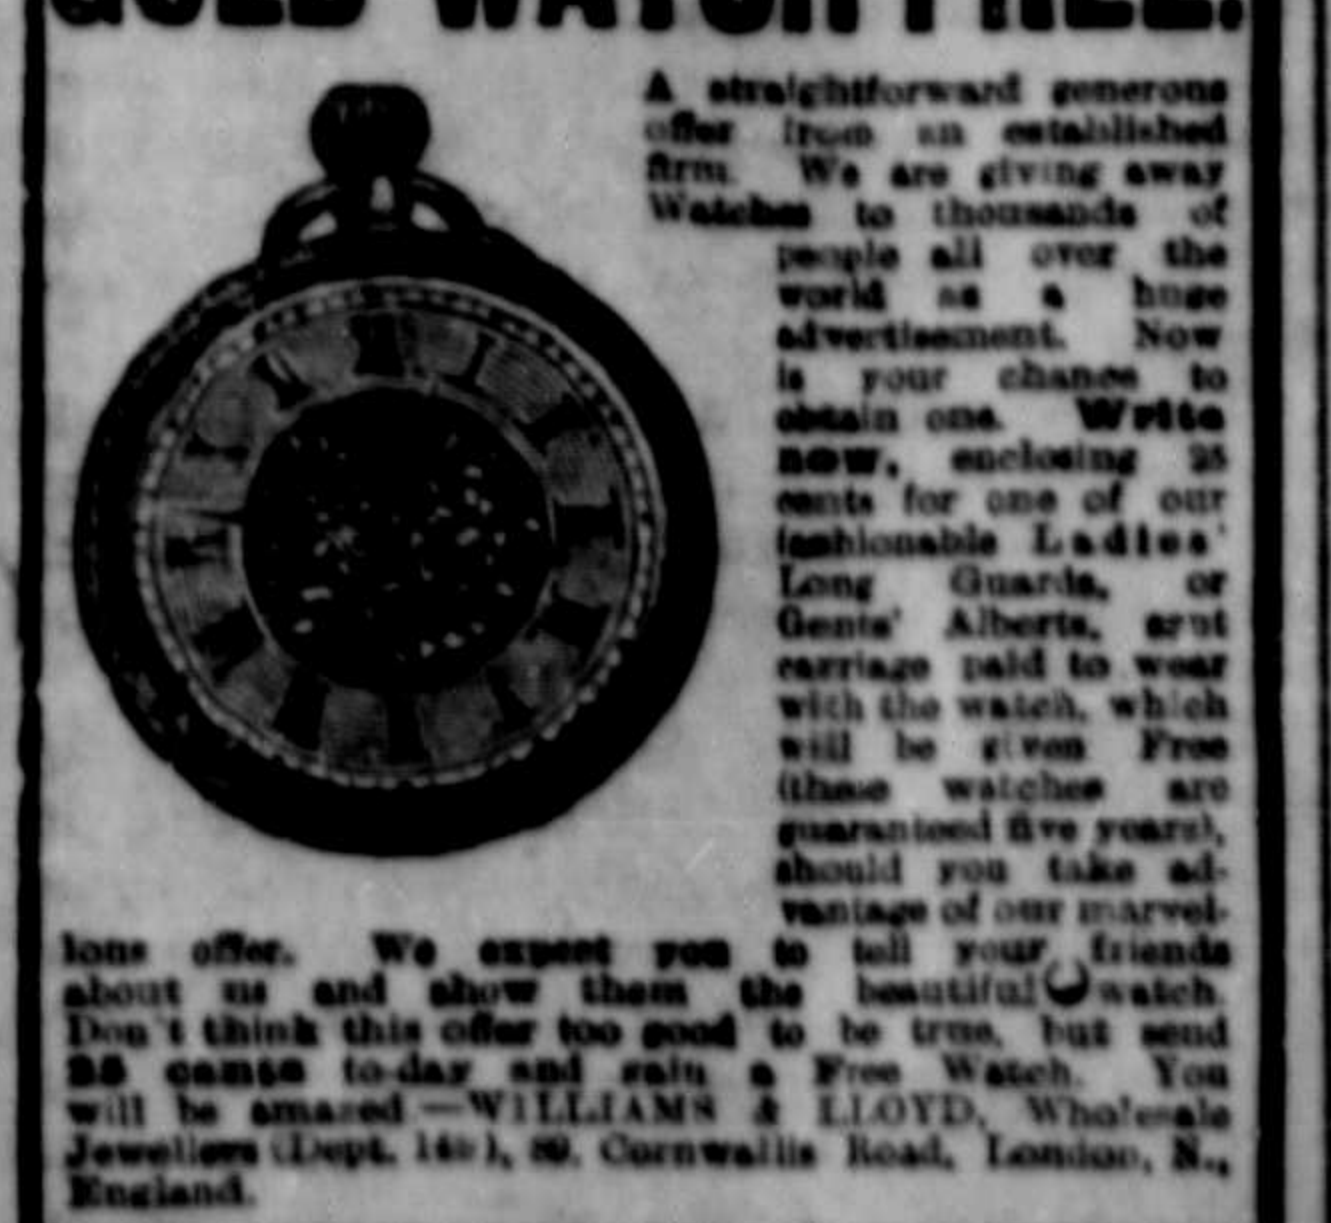 GOLD WATCH FREE.
A straightforward generous
offer from an established
firm. We are giving away
Watches to thousands of
people all over the
world as a huge
advertisement. Now
is your chance to
obtain one. Write
now, enclosing 25
cents for one of our
fashionable Ladies'
Long Guards, or
Gents' Alberts, sent
carriage paid to wear
with the watch, which
will be given Free
(these watches are
guaranteed five years),
should you take ad-
vantage of our marvel-
lous offer. We expect you to tell your friends
about us and show them the beautiful watch.
Don't think this offer too good to be true, but send
25 cents to-day and gain a Free Watch. You
will be amazed.—WILLIAMS & LLOYD, Wholesale
Jewellers (Dept. ), 89, Cornwallis Road, London, N.,
England.